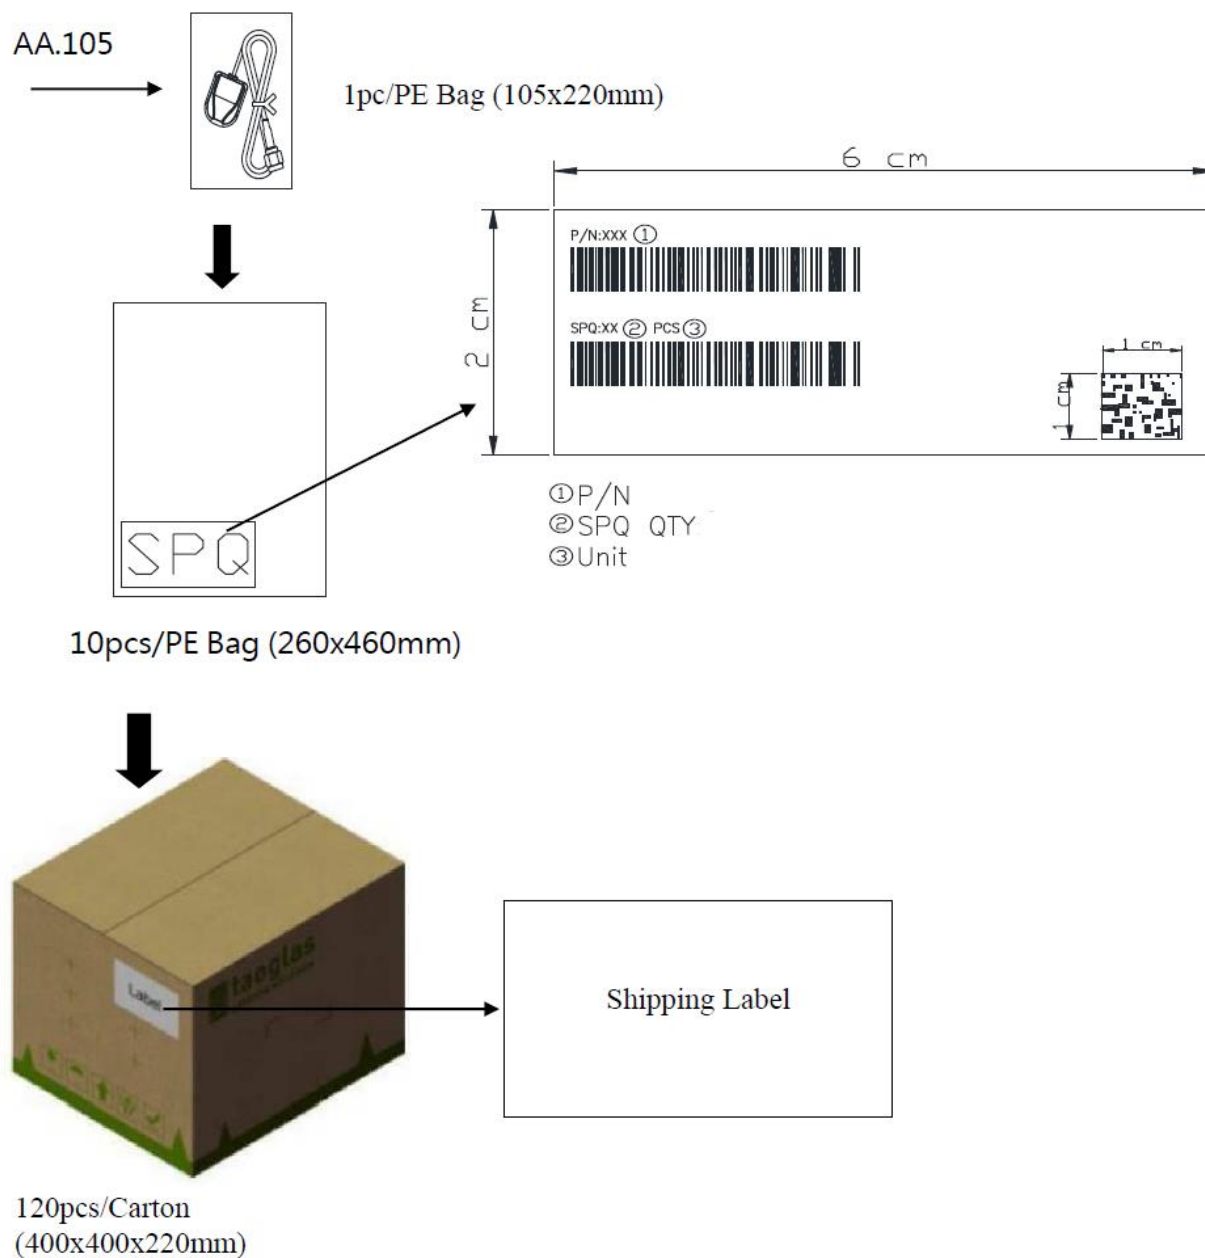 AA.105
1pc/PE Bag (105x220mm)
6 cm
2 cm
P/N:XXX ①
SPQ:XX ② PCS ③
1 cm
1 cm
①P/N
②SPQ QTY
③Unit
SPQ
10pcs/PE Bag (260x460mm)
taoglas
Label
Shipping Label
120pcs/Carton
(400x400x220mm)